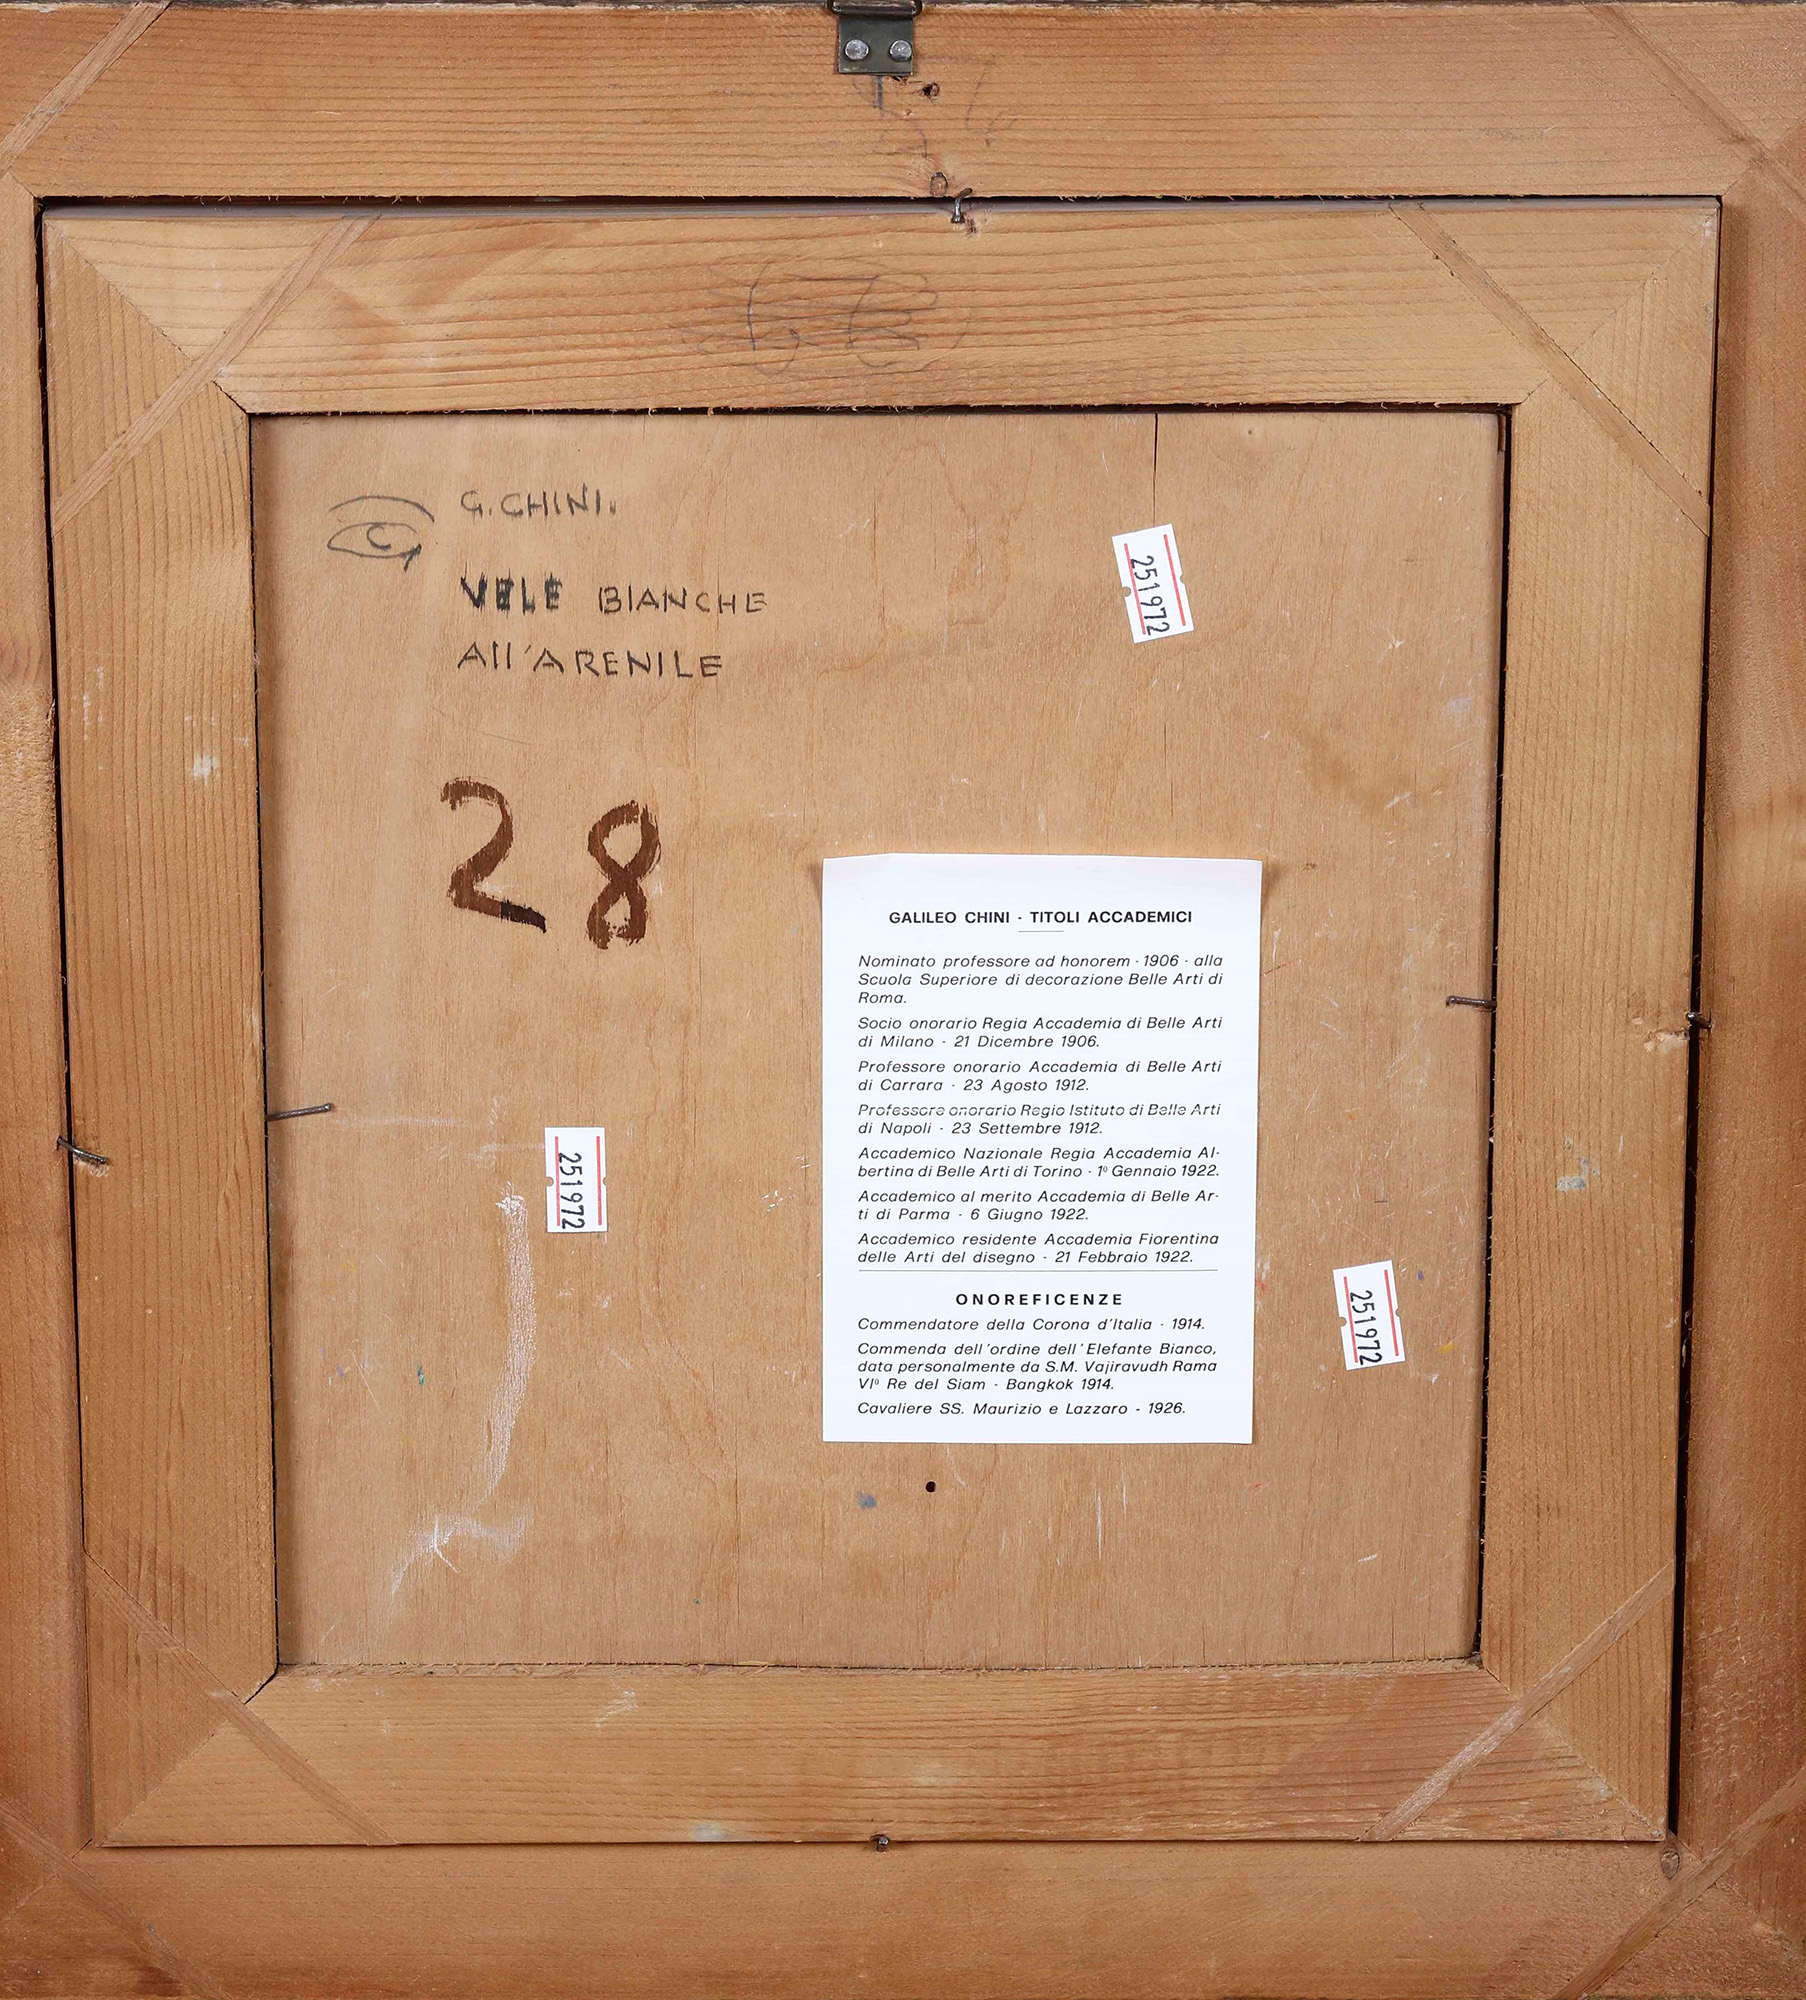 G. CHINI.
VELE BIANCHE
All'ARENILE
28
251972
GALILEO CHINI - TITOLI ACCADEMICI
Nominato professore ad honorem - 1906 - alla
Scuola Superiore di decorazione Belle Arti di
Roma.
Socio onorario Regia Accademia di Belle Arti
di Milano - 21 Dicembre 1906.
Professore onorario Accademia di Belle Arti
di Carrara - 23 Agosto 1912.
Professore onorario Regio Istituto di Belle Arti
di Napoli - 23 Settembre 1912.
Accademico Nazionale Regia Accademia Al-
bertina di Belle Arti di Torino - 1º Gennaio 1922.
Accademico al merito Accademia di Belle Ar-
ti di Parma - 6 Giugno 1922.
Accademico residente Accademia Fiorentina
delle Arti del disegno - 21 Febbraio 1922.
ONOREFICENZE
Commendatore della Corona d'Italia - 1914.
Commenda dell'ordine dell'Elefante Bianco,
data personalmente da S.M. Vajiravudh Rama
VIº Re del Siam - Bangkok 1914.
Cavaliere SS. Maurizio e Lazzaro - 1926.
251972
251972